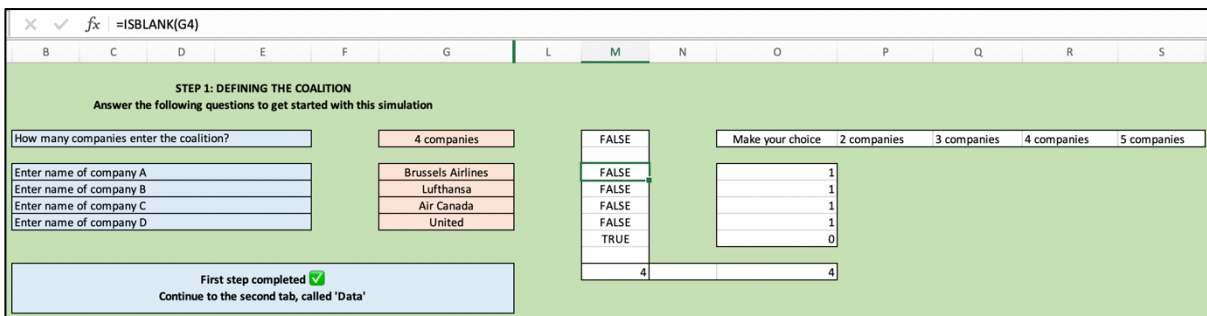 fx =ISBLANK(G4)
B C D E F G L M N O P Q R S
STEP 1: DEFINING THE COALITION
Answer the following questions to get started with this simulation
How many companies enter the coalition? 4 companies FALSE Make your choice 2 companies 3 companies 4 companies 5 companies
Enter name of company A Brussels Airlines FALSE 1
Enter name of company B Lufthansa FALSE 1
Enter name of company C Air Canada FALSE 1
Enter name of company D United FALSE 1
TRUE 0
4 4
First step completed ✅
Continue to the second tab, called 'Data'